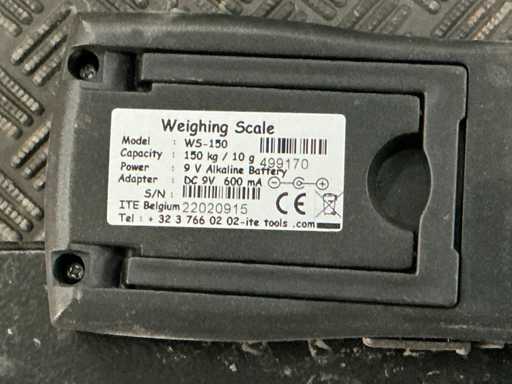 Weighing Scale
Model : WS-150
Capacity : 150 kg / 10 g 499170
Power : 9 V Alkaline Battery
Adapter : DC 9V 600 mA
S/N :
ITE Belgium 22020915
Tel : + 32 3 766 02 02-ite tools .com
CE